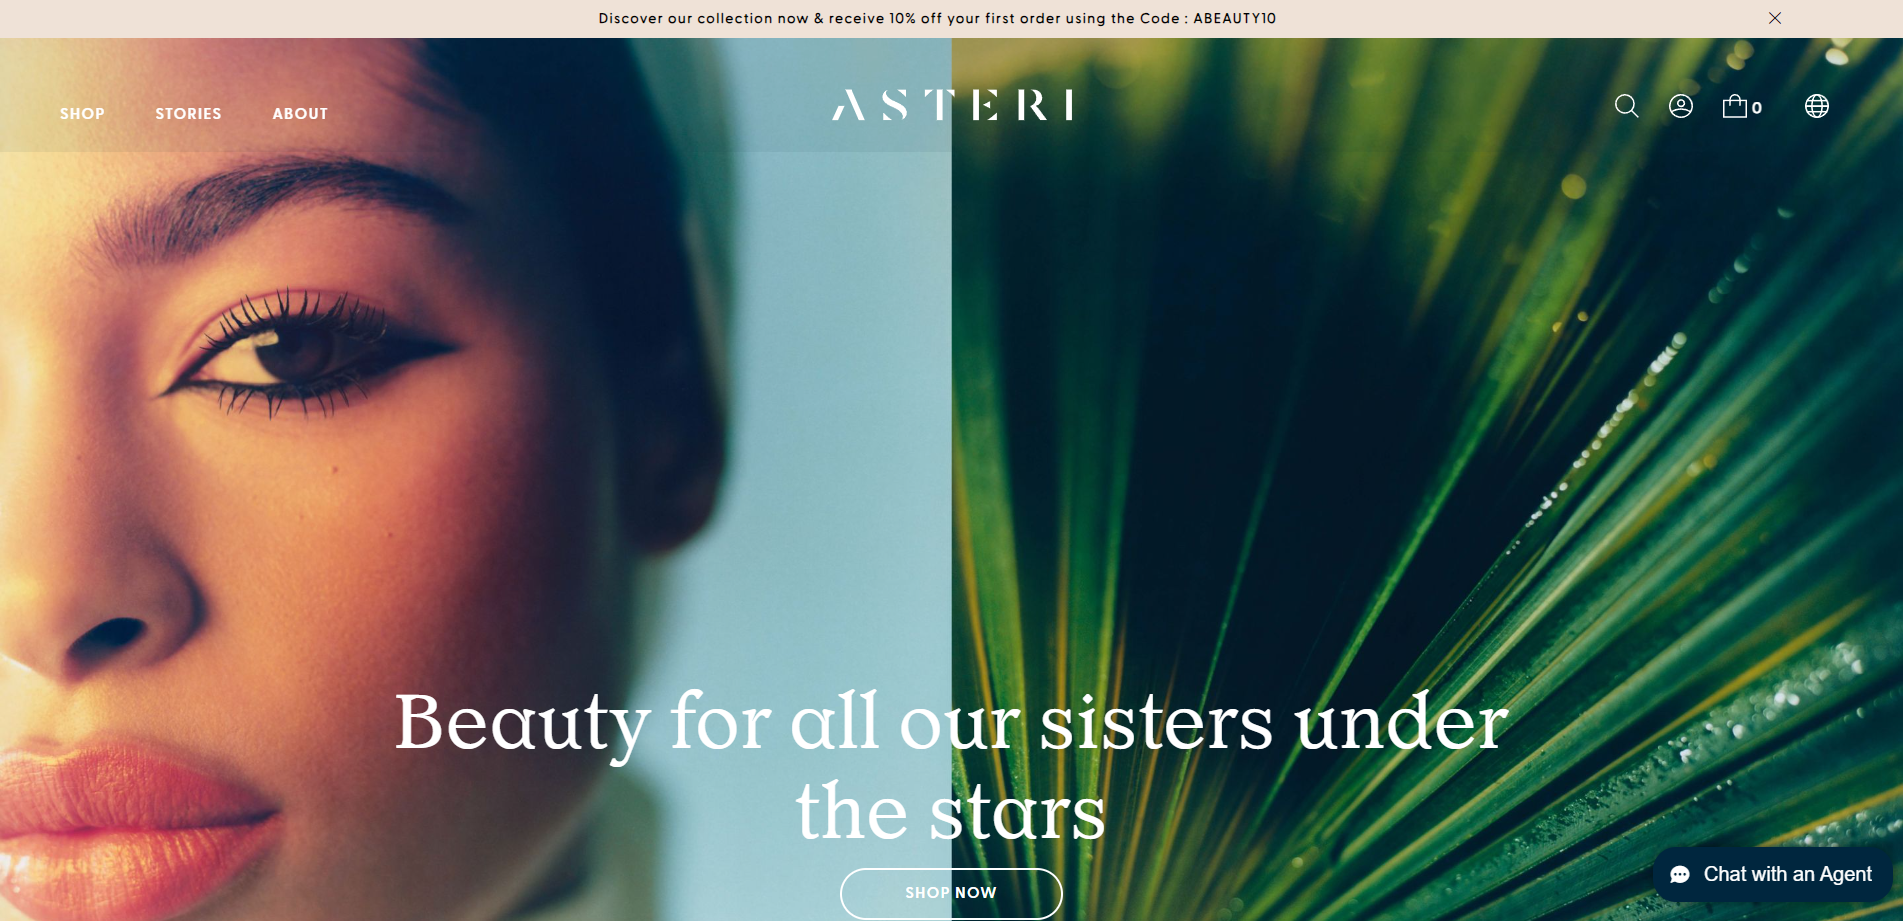 Discover our collection now & receive 10% off your first order using the Code : ABEAUTY10
SHOP STORIES ABOUT
ASTERI
0
Beauty for all our sisters under
the stars
SHOP NOW
Chat with an Agent